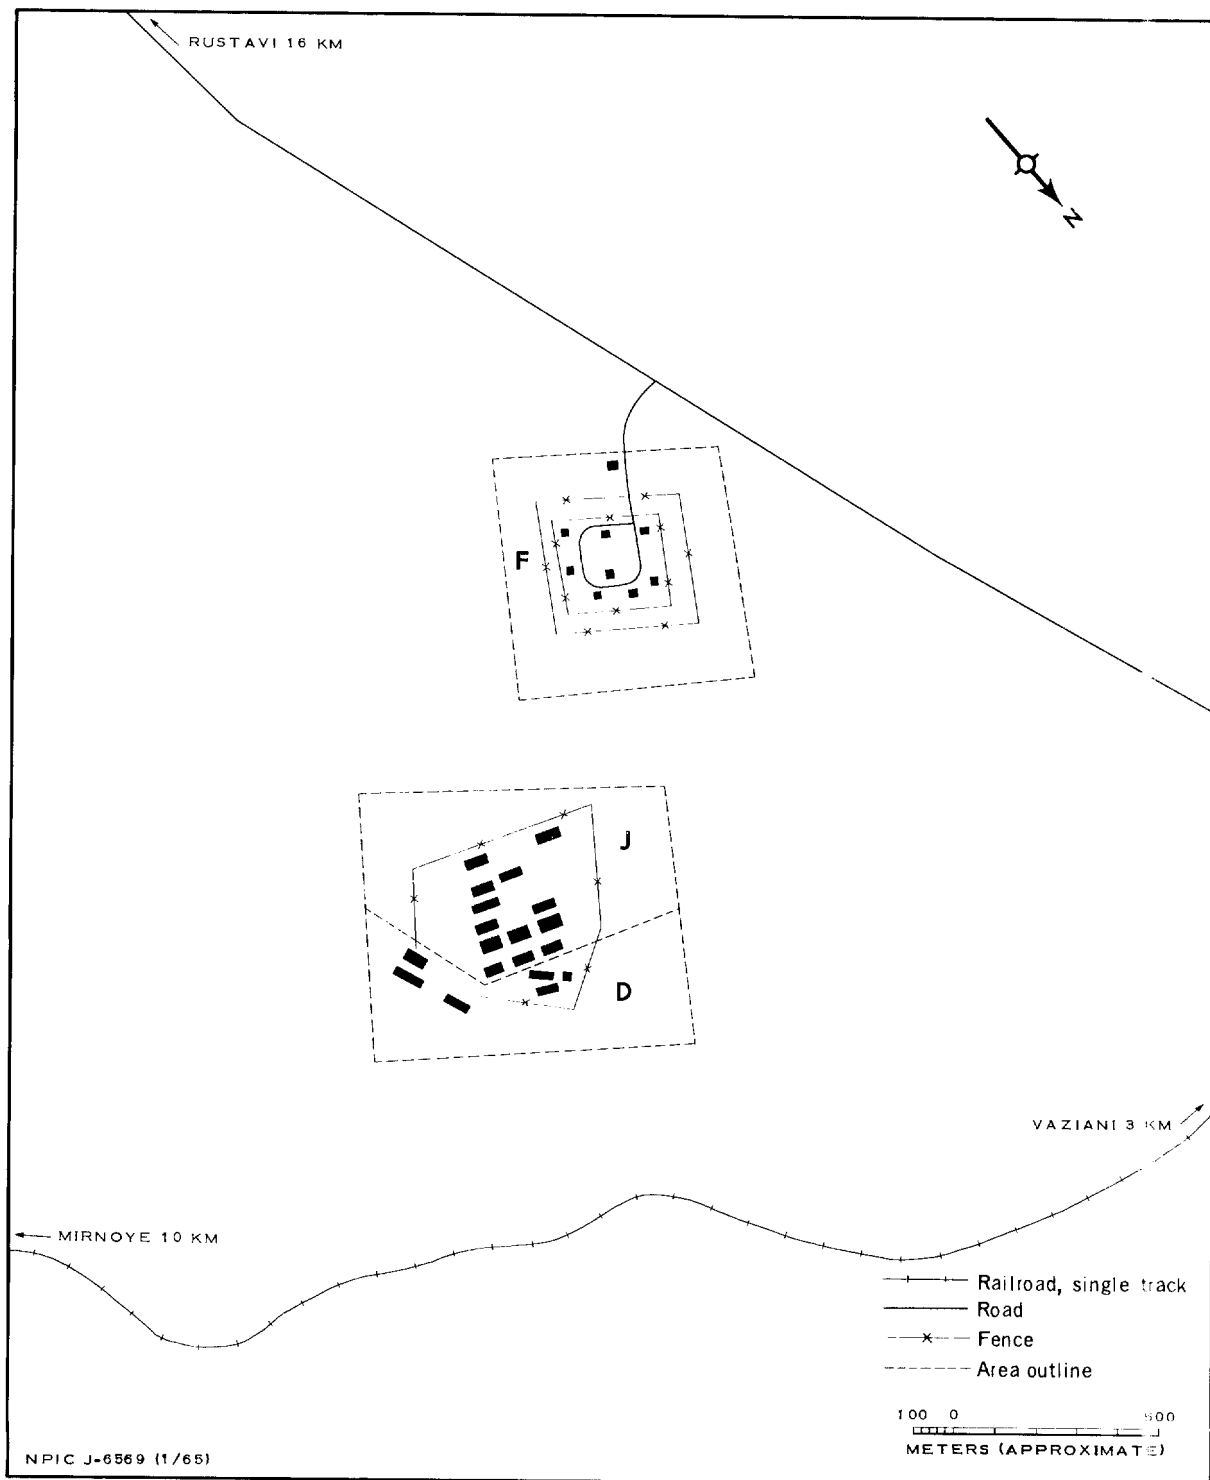 RUSTAVI 16 KM
N
F
J
D
VAZIANI 3 KM
MIRNOYE 10 KM
Railroad, single track
Road
Fence
Area outline
100 0 500
METERS (APPROXIMATE)
NPIC J-6569 (1/65)